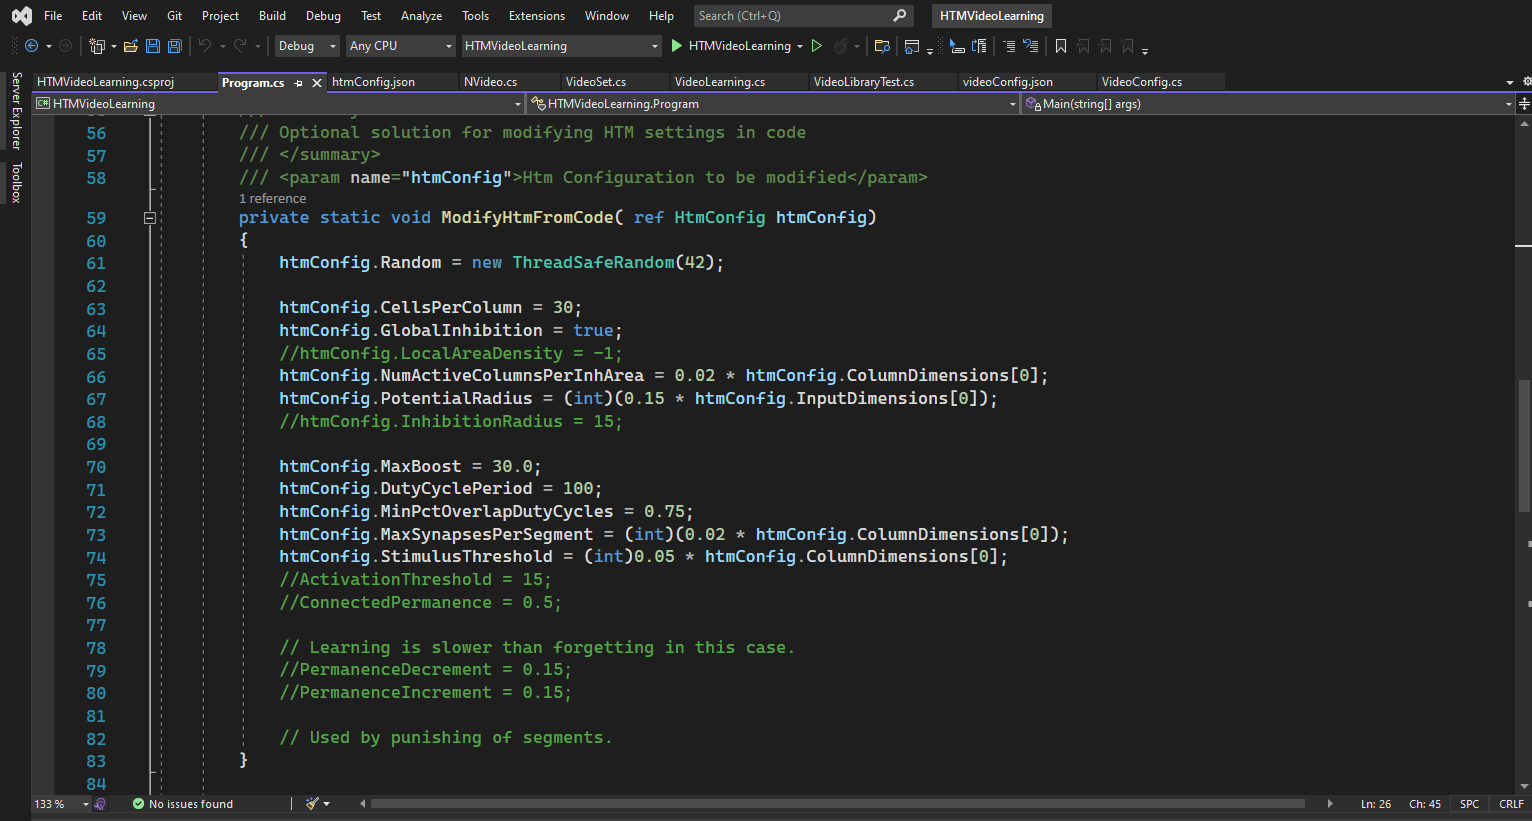 File Edit View Git Project Build Debug Test Analyze Tools Extensions Window Help Search (Ctrl+Q) HTMVideoLearning
Debug Any CPU HTMVideoLearning HTMVideoLearning
HTMVideoLearning.csproj Program.cs htmConfig.json NVideo.cs VideoSet.cs VideoLearning.cs VideoLibraryTest.cs videoConfig.json VideoConfig.cs
Server Explorer
Toolbox
C# HTMVideoLearning HTMVideoLearning.Program Main(string[] args)
56 /// Optional solution for modifying HTM settings in code
57 /// </summary>
58 /// <param name="htmConfig">Htm Configuration to be modified</param>
1 reference
59 private static void ModifyHtmFromCode( ref HtmConfig htmConfig)
60 {
61 htmConfig.Random = new ThreadSafeRandom(42);
62
63 htmConfig.CellsPerColumn = 30;
64 htmConfig.GlobalInhibition = true;
65 //htmConfig.LocalAreaDensity = -1;
66 htmConfig.NumActiveColumnsPerInhArea = 0.02 * htmConfig.ColumnDimensions[0];
67 htmConfig.PotentialRadius = (int)(0.15 * htmConfig.InputDimensions[0]);
68 //htmConfig.InhibitionRadius = 15;
69
70 htmConfig.MaxBoost = 30.0;
71 htmConfig.DutyCyclePeriod = 100;
72 htmConfig.MinPctOverlapDutyCycles = 0.75;
73 htmConfig.MaxSynapsesPerSegment = (int)(0.02 * htmConfig.ColumnDimensions[0]);
74 htmConfig.StimulusThreshold = (int)0.05 * htmConfig.ColumnDimensions[0];
75 //ActivationThreshold = 15;
76 //ConnectedPermanence = 0.5;
77
78 // Learning is slower than forgetting in this case.
79 //PermanenceDecrement = 0.15;
80 //PermanenceIncrement = 0.15;
81
82 // Used by punishing of segments.
83 }
84
133 % No issues found Ln: 26 Ch: 45 SPC CRLF